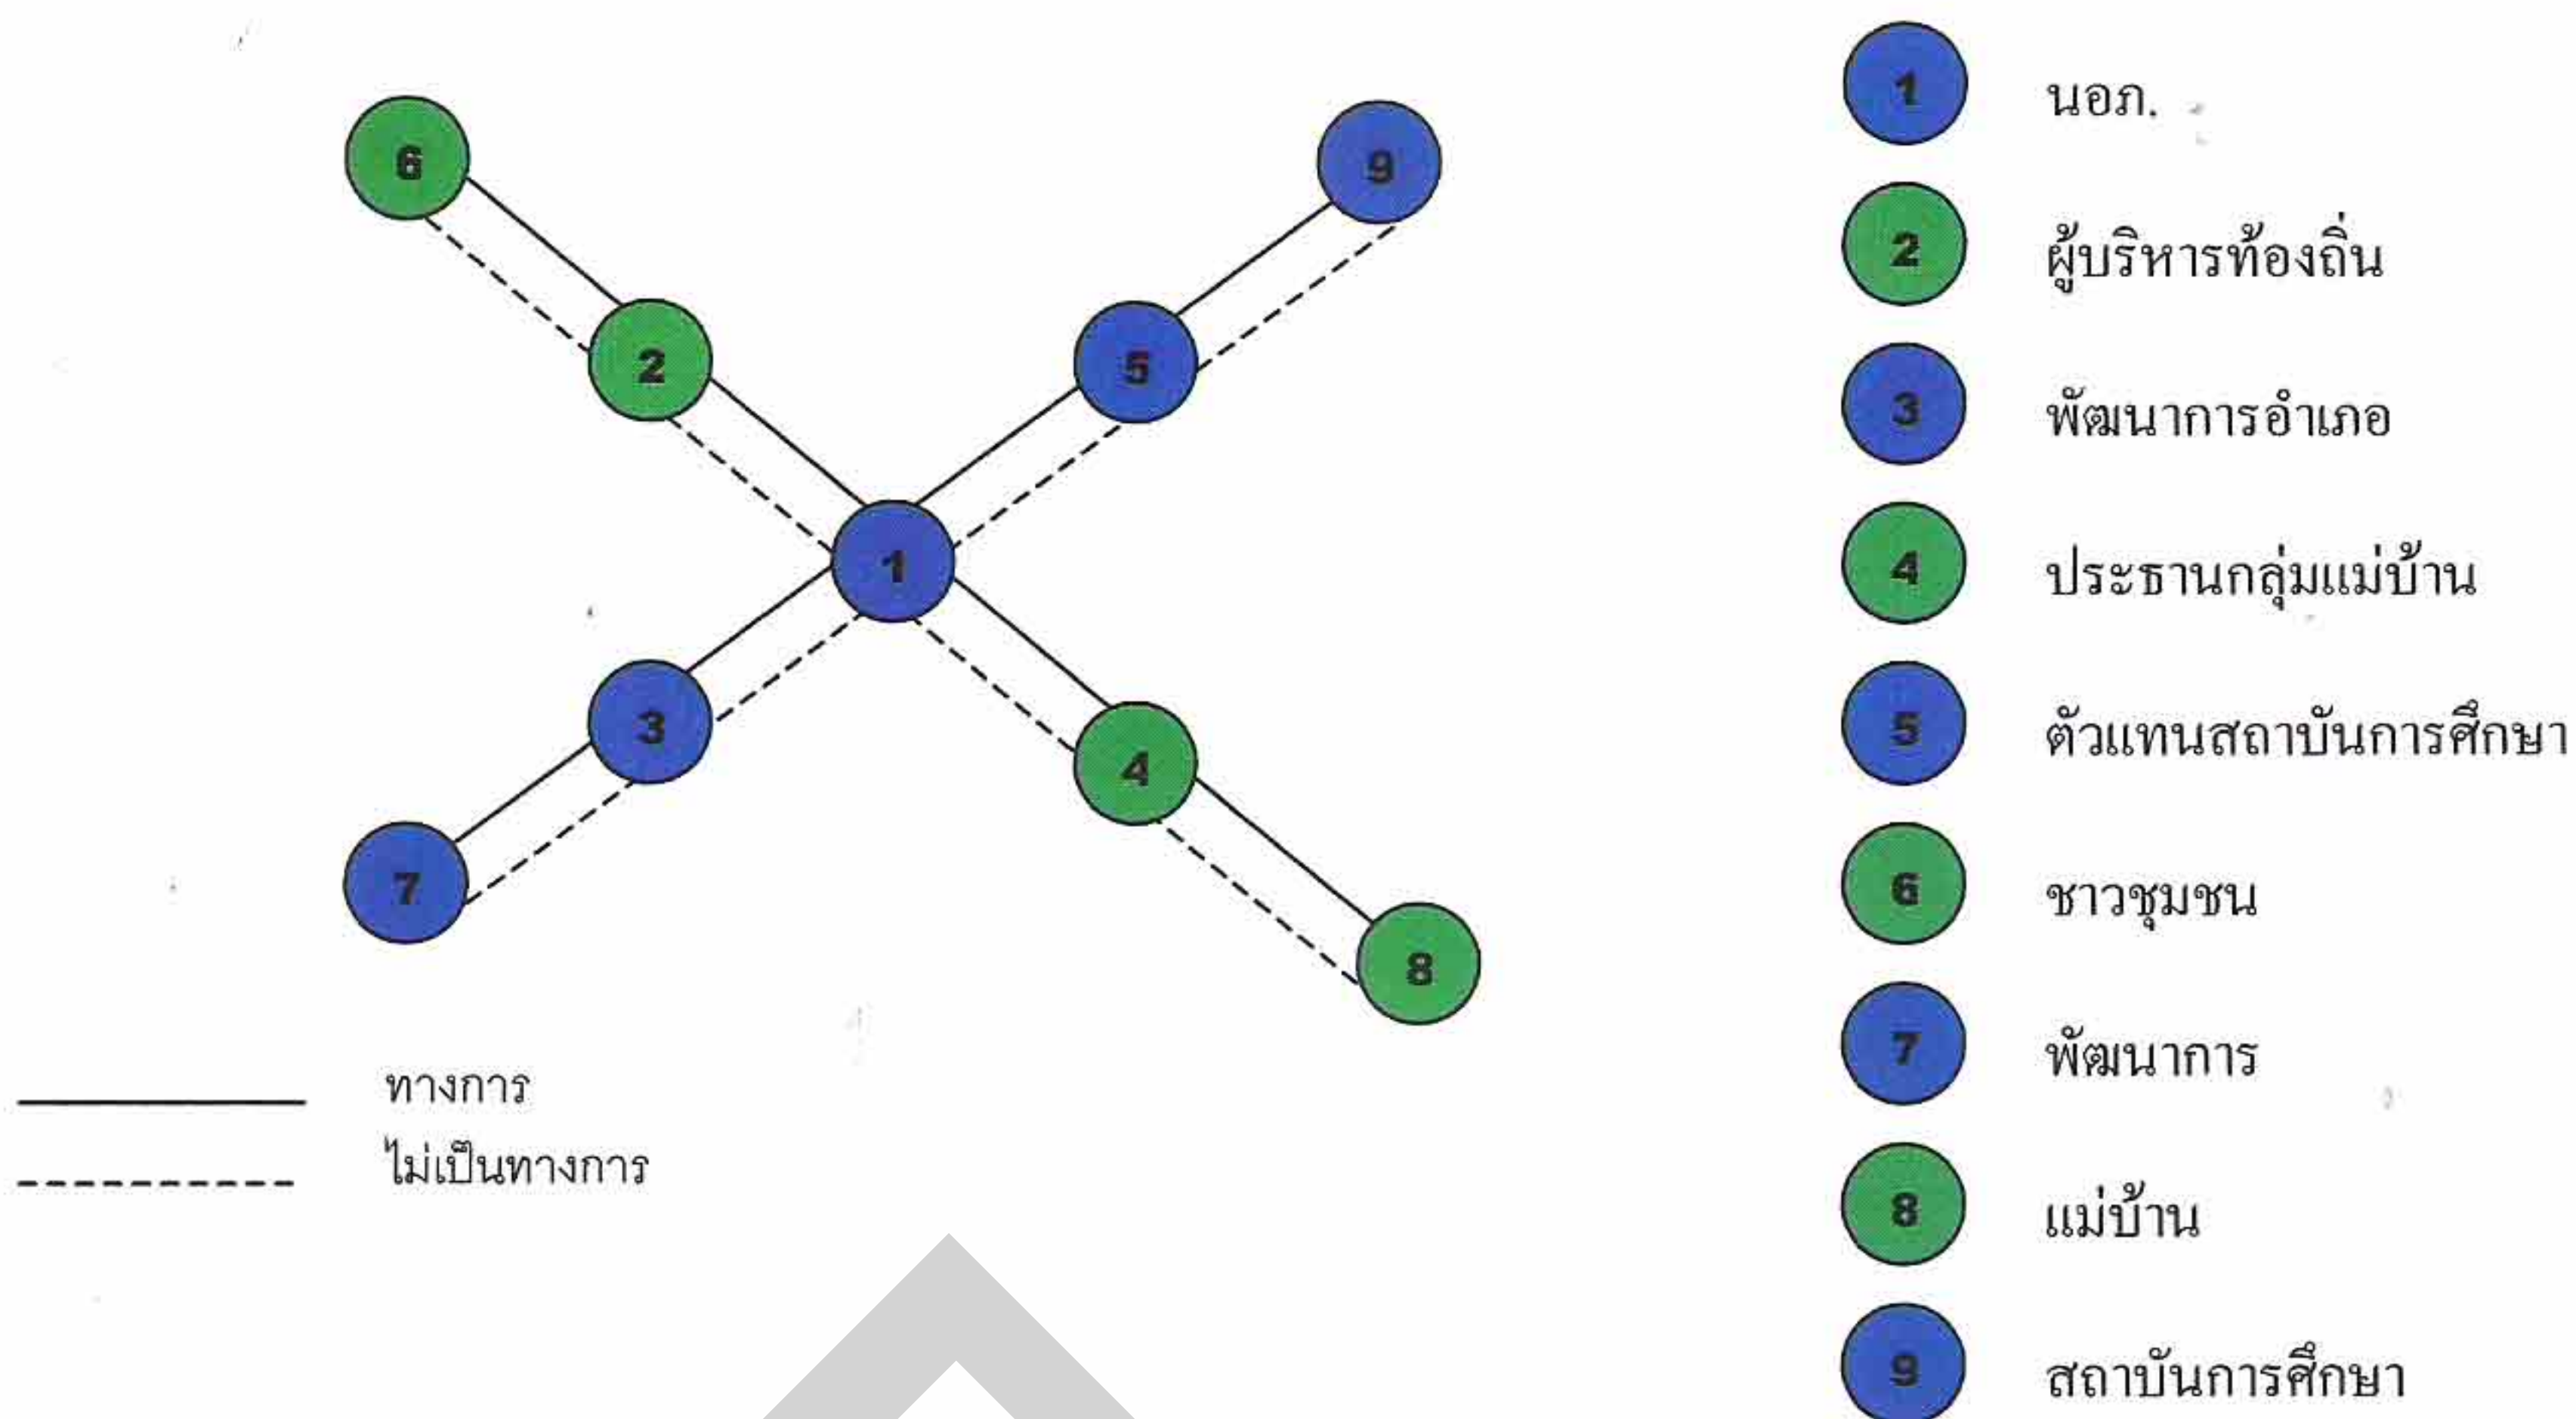 6
9
2
5
1
3
4
7
8
ทางการ
ไม่เป็นทางการ
1 นอภ.
2 ผู้บริหารท้องถิ่น
3 พัฒนาการอำเภอ
4 ประธานกลุ่มแม่บ้าน
5 ตัวแทนสถาบันการศึกษา
6 ชาวชุมชน
7 พัฒนาการ
8 แม่บ้าน
9 สถาบันการศึกษา